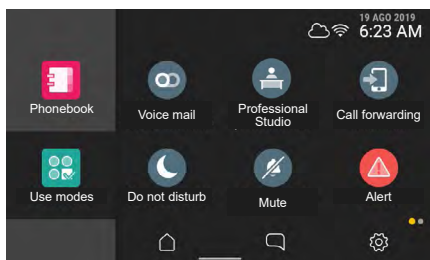 19 AGO 2019
6:23 AM
Phonebook
Voice mail
Professional
Studio
Call forwarding
Use modes
Do not disturb
Mute
Alert